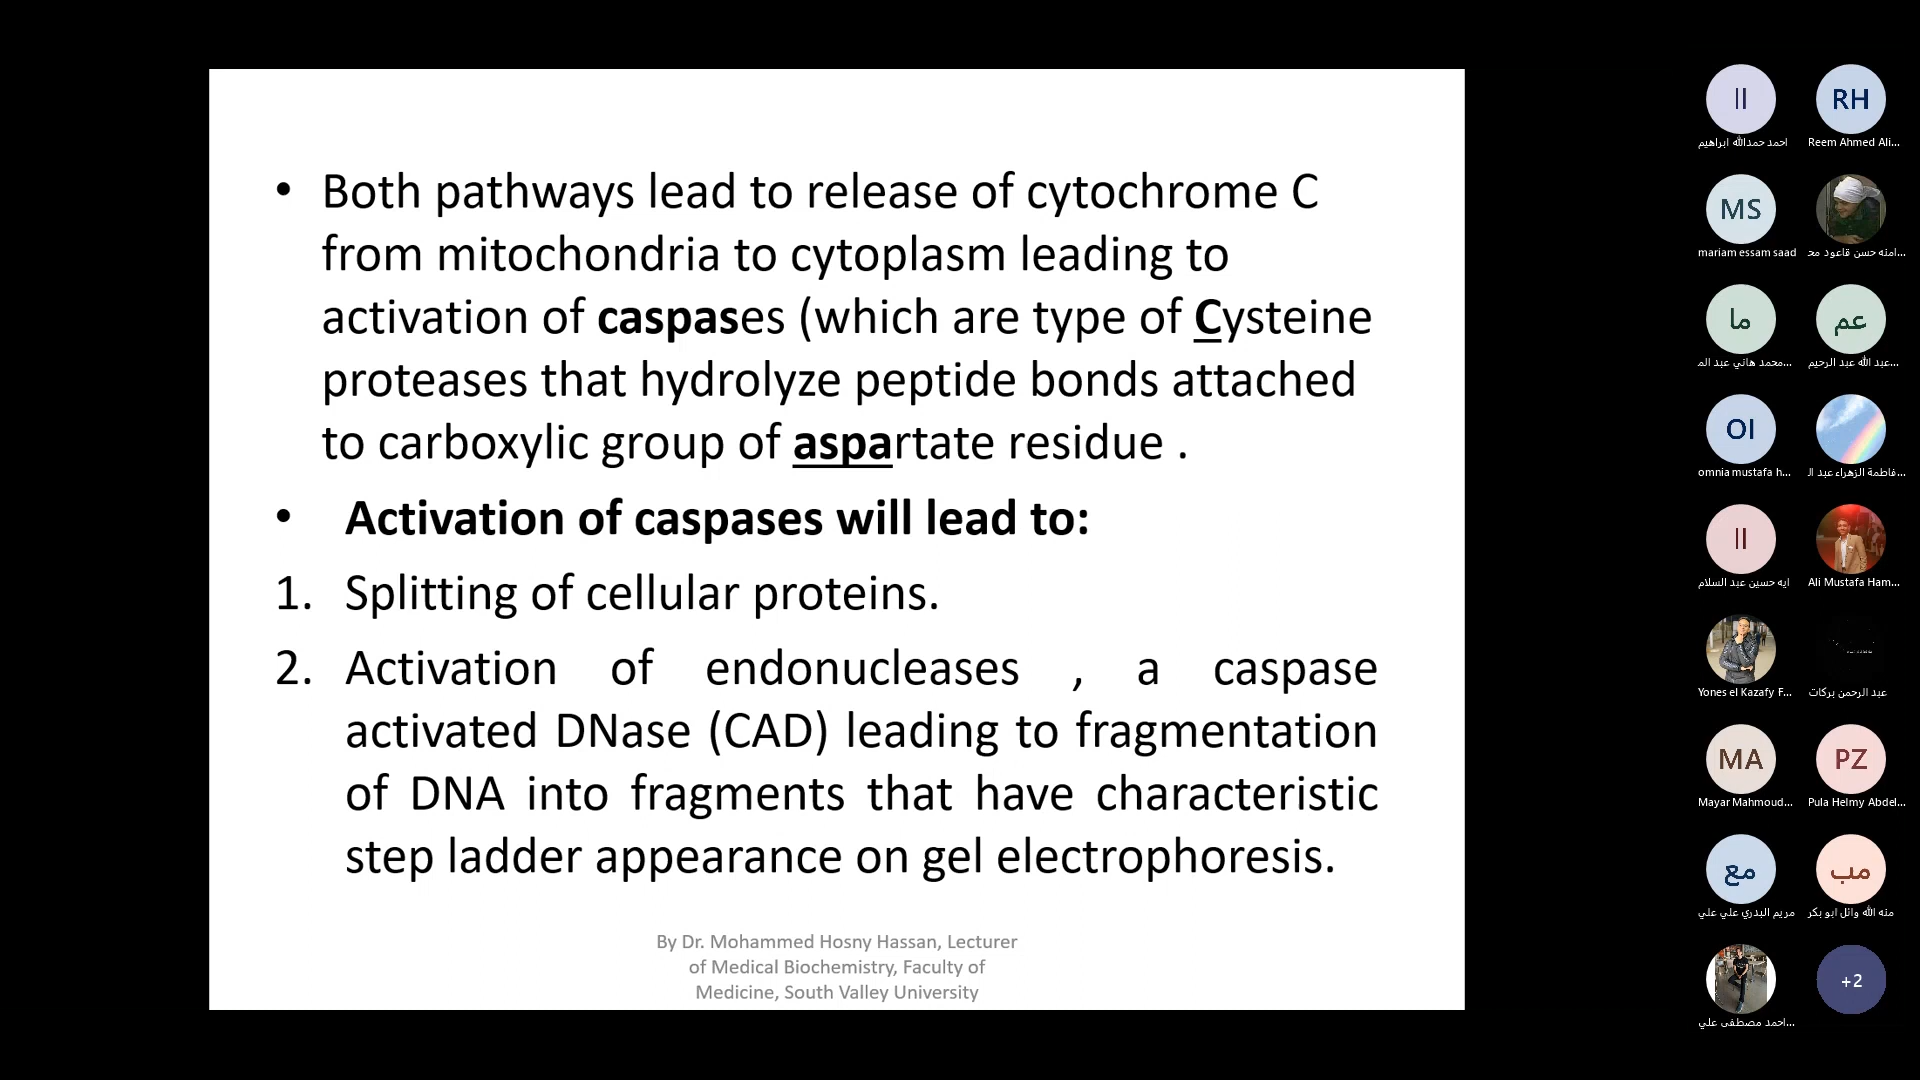 • Both pathways lead to release of cytochrome C
from mitochondria to cytoplasm leading to
activation of caspases (which are type of Cysteine
proteases that hydrolyze peptide bonds attached
to carboxylic group of aspartate residue .
• Activation of caspases will lead to:
1. Splitting of cellular proteins.
2. Activation of endonucleases , a caspase
activated DNase (CAD) leading to fragmentation
of DNA into fragments that have characteristic
step ladder appearance on gel electrophoresis.
By Dr. Mohammed Hosny Hassan, Lecturer
of Medical Biochemistry, Faculty of
Medicine, South Valley University
اا
RH
احمد حمدالله ابراهيم
Reem Ahmed Ali...
MS
mariam essam saad
امنه حسن قاعود مح...
ما
عم
محمد هاني عبد الم...
عبد الله عبد الرحيم...
OI
omnia mustafa h...
فاطمة الزهراء عبد ال...
اا
ايه حسين عبد السلام
Ali Mustafa Ham...
Yones el Kazafy F...
عبد الرحمن بركات
MA
PZ
Mayar Mahmoud...
Pula Helmy Abdel...
مع
مب
مريم البدري علي علي
منه الله وائل ابو بكر
+2
احمد مصطفى علي...